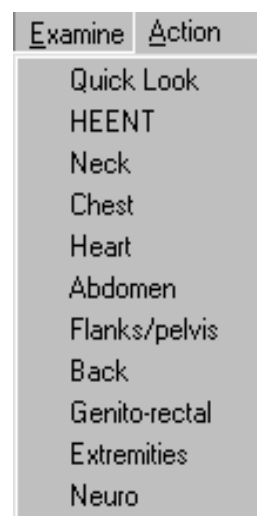 Examine Action
Quick Look
HEENT
Neck
Chest
Heart
Abdomen
Flanks/pelvis
Back
Genito-rectal
Extremities
Neuro